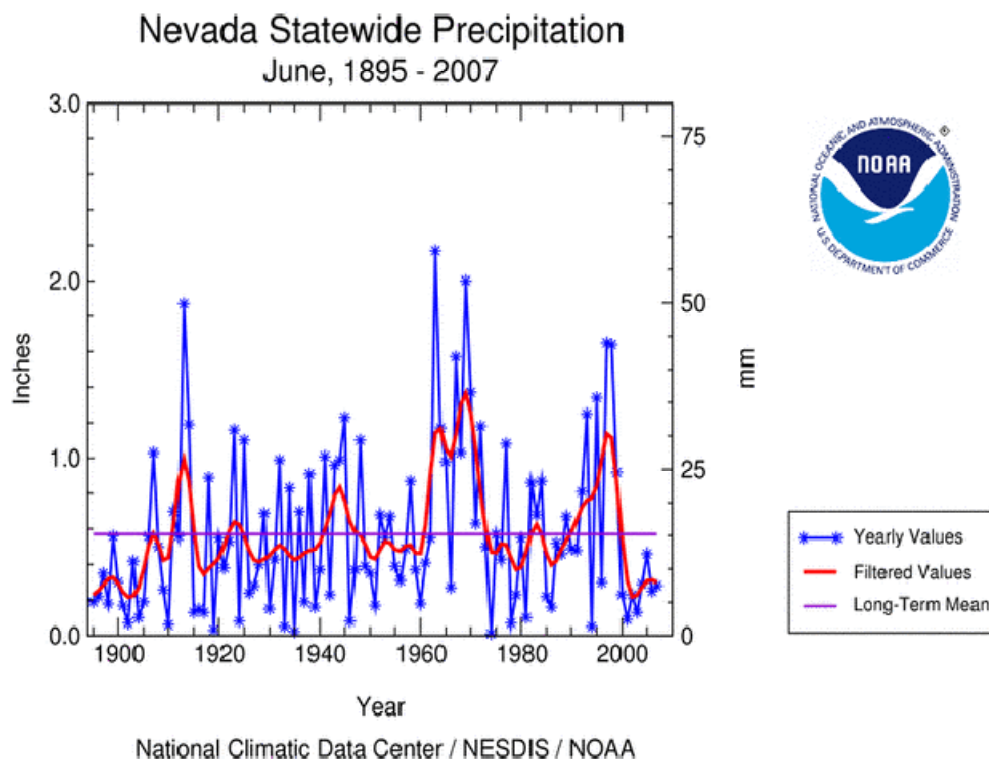 Nevada Statewide Precipitation
June, 1895 - 2007
3.0
2.0
1.0
0.0
Inches
75
50
25
0
mm
1900
1920
1940
1960
1980
2000
Year
National Climatic Data Center / NESDIS / NOAA
NATIONAL OCEANIC AND ATMOSPHERIC ADMINISTRATION
NOAA
U.S. DEPARTMENT OF COMMERCE
Yearly Values
Filtered Values
Long-Term Mean